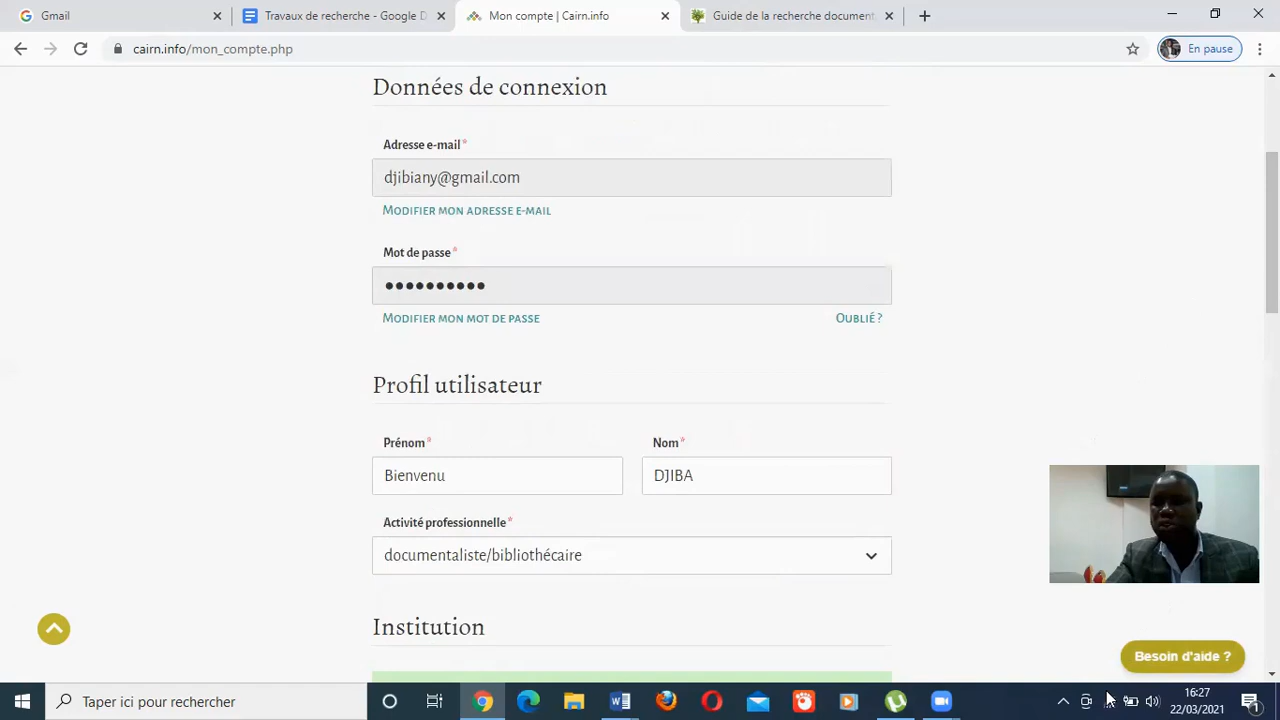 Gmail
Travaux de recherche - Google D
Mon compte | Cairn.info
Guide de la recherche document
cairn.info/mon_compte.php
En pause
Données de connexion
Adresse e-mail*
djibiany@gmail.com
Modifier mon adresse e-mail
Mot de passe*
Modifier mon mot de passe
Oublié ?
Profil utilisateur
Prénom*
Nom*
Bienvenu
DJIBA
Activité professionnelle*
documentaliste/bibliothécaire
Institution
Besoin d'aide ?
Taper ici pour rechercher
16:27
22/03/2021
1